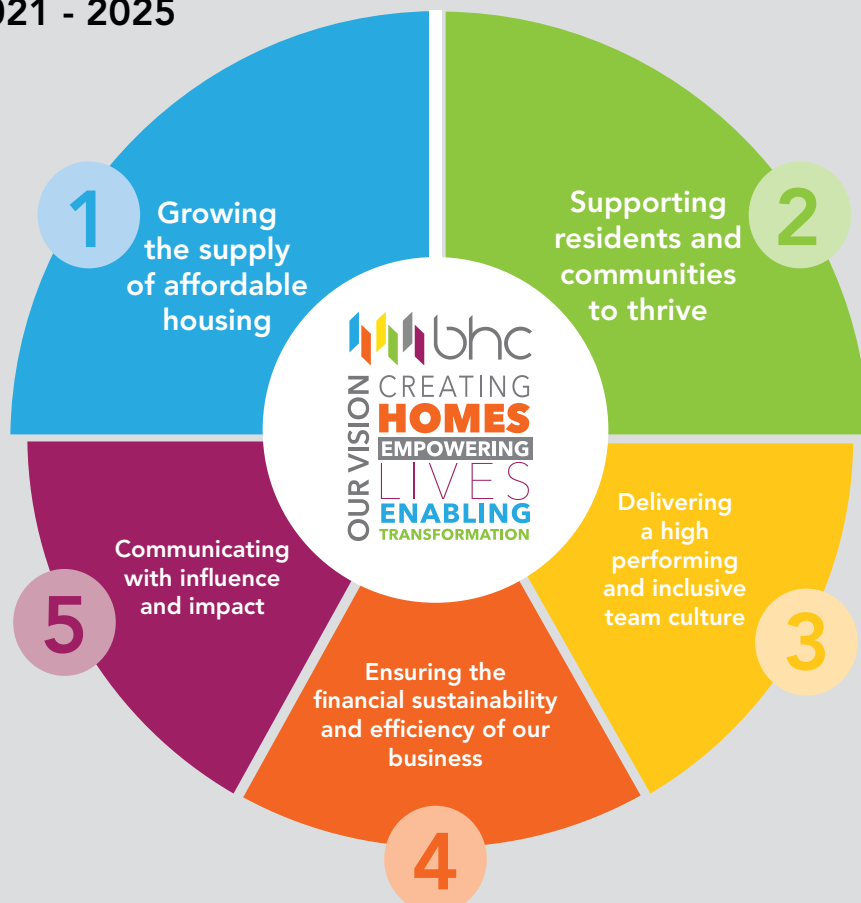 021 - 2025
1
Growing
the supply
of affordable
housing
2
Supporting
residents and
communities
to thrive
bhc
OUR VISION
CREATING
HOMES
EMPOWERING
LIVES
ENABLING
TRANSFORMATION
3
Delivering
a high
performing
and inclusive
team culture
4
Ensuring the
financial sustainability
and efficiency of our
business
5
Communicating
with influence
and impact